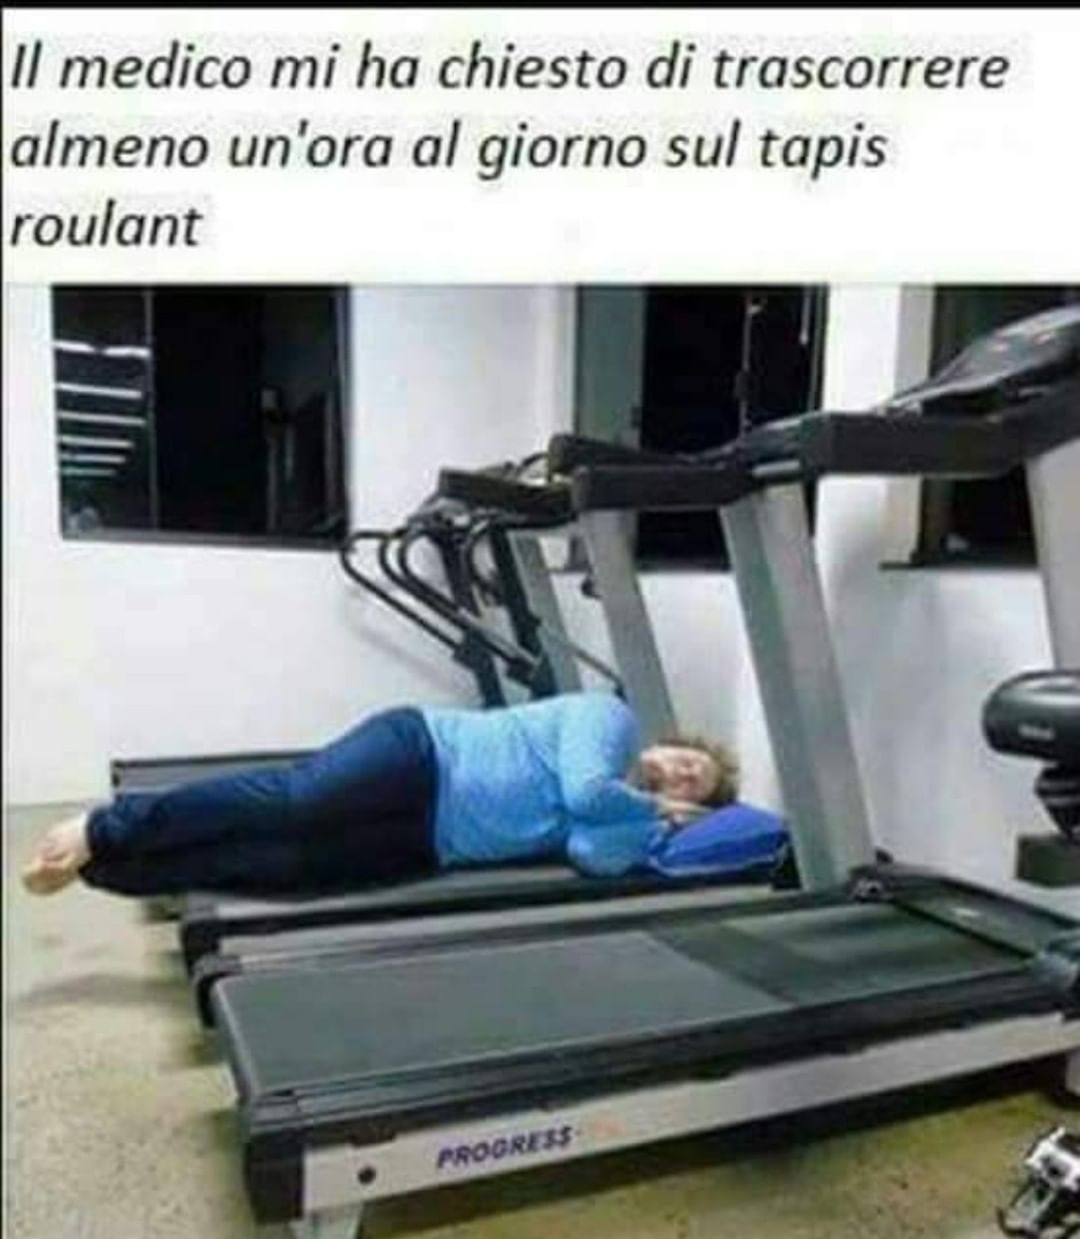 Il medico mi ha chiesto di trascorrere
almeno un'ora al giorno sul tapis
roulant
PROGRESS